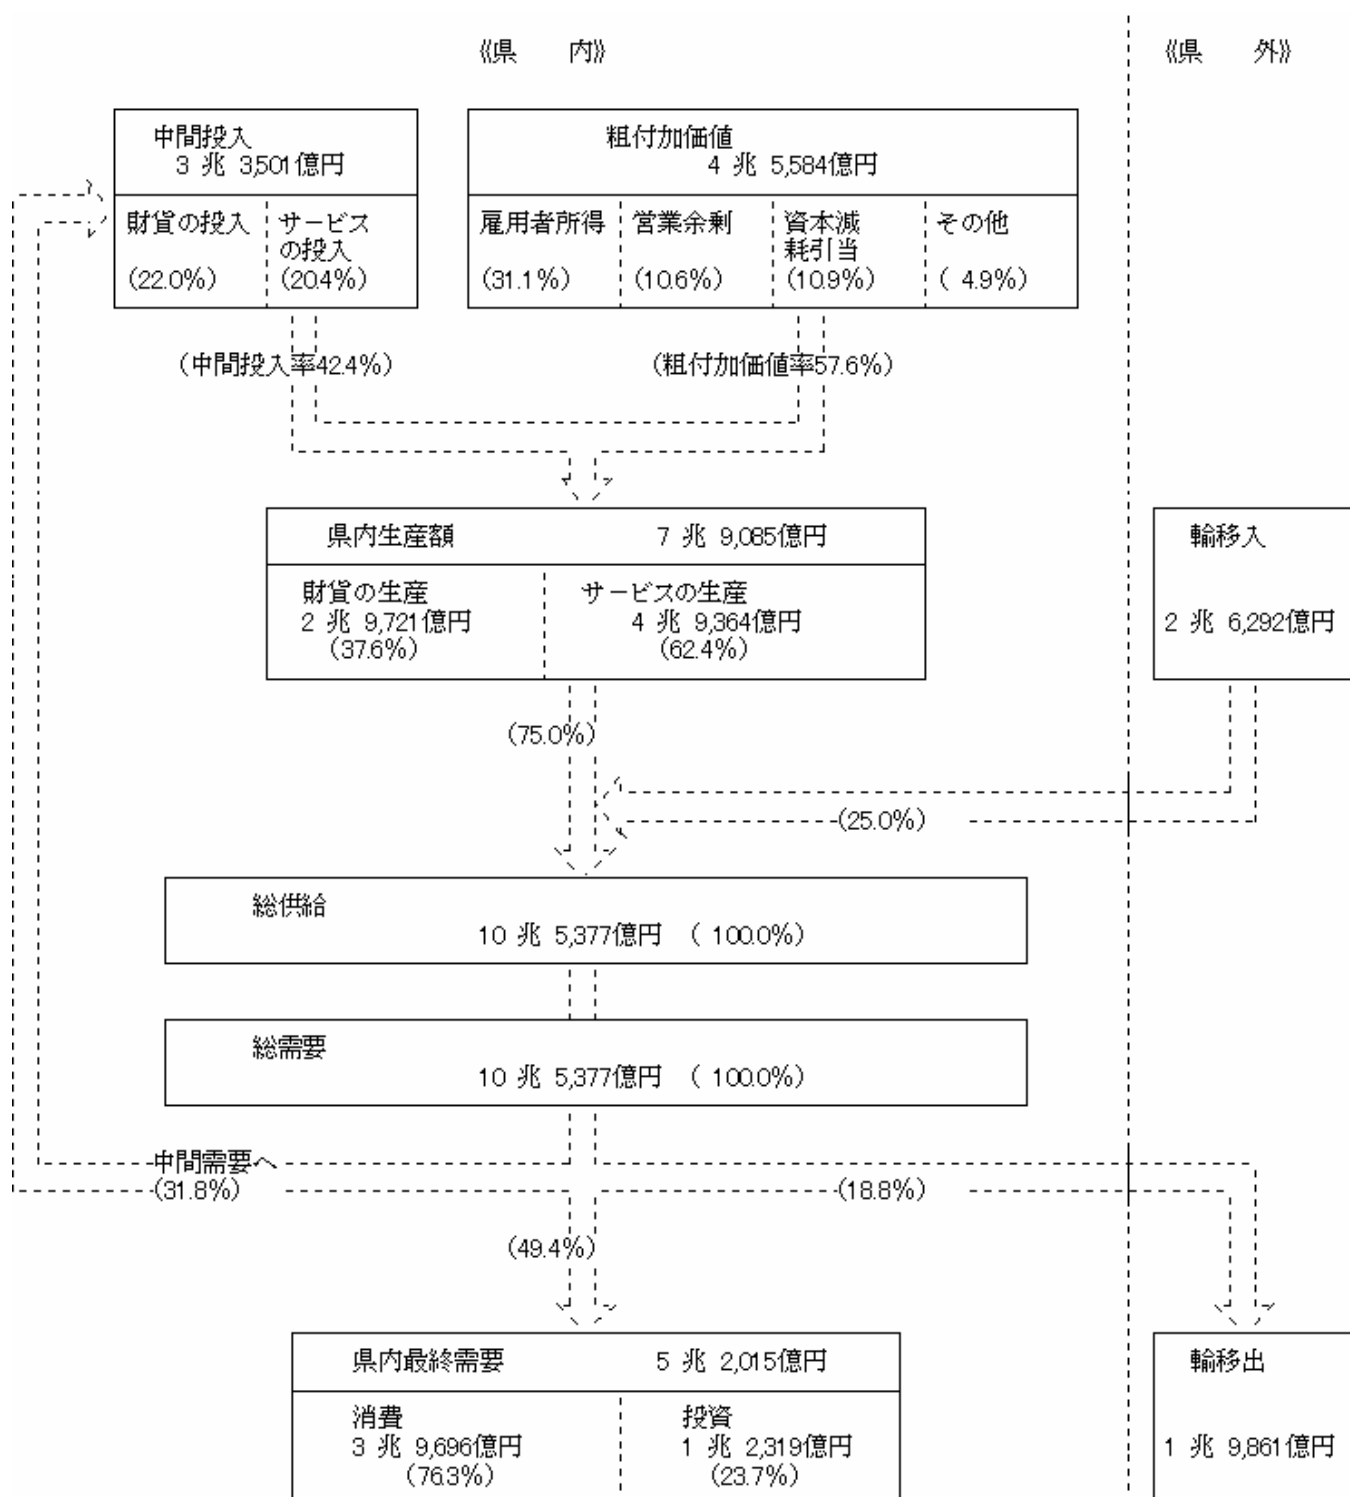 《県 内》
《県 外》
中間投入
3 兆 3,501億円
粗付加価値
4 兆 5,584億円
財貨の投入
(22.0%)
サービス
の投入
(20.4%)
雇用者所得
(31.1%)
営業余剰
(10.6%)
資本減
耗引当
(10.9%)
その他
( 4.9%)
(中間投入率42.4%)
(粗付加価値率57.6%)
県内生産額 7 兆 9,085億円
財貨の生産
2 兆 9,721億円
(37.6%)
サービスの生産
4 兆 9,364億円
(62.4%)
輸移入
2 兆 6,292億円
(75.0%)
(25.0%)
総供給
10 兆 5,377億円 ( 100.0%)
総需要
10 兆 5,377億円 ( 100.0%)
中間需要へ
(31.8%)
(18.8%)
(49.4%)
県内最終需要 5 兆 2,015億円
消費
3 兆 9,696億円
(76.3%)
投資
1 兆 2,319億円
(23.7%)
輸移出
1 兆 9,861億円